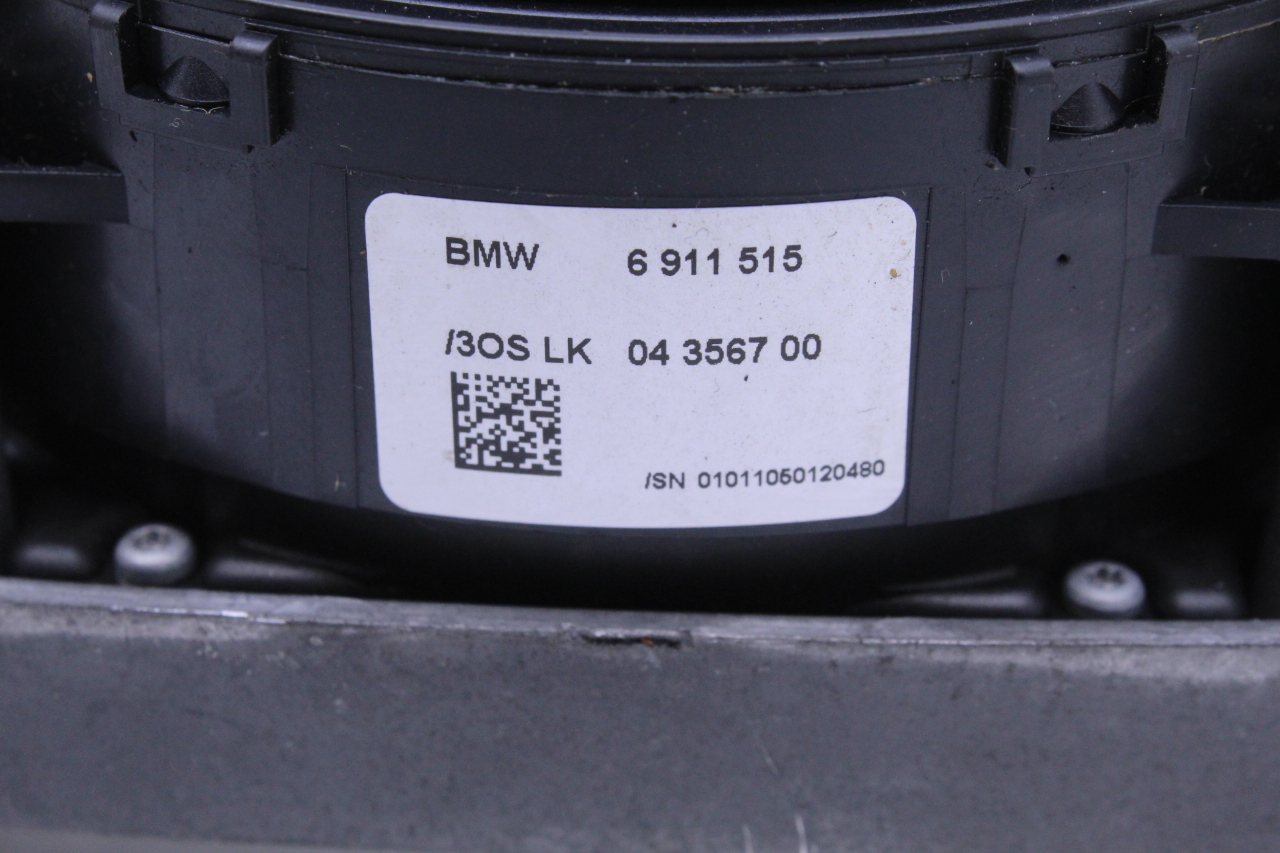 BMW 6 911 515
/3OS LK 04 3567 00
/SN 01011050120480